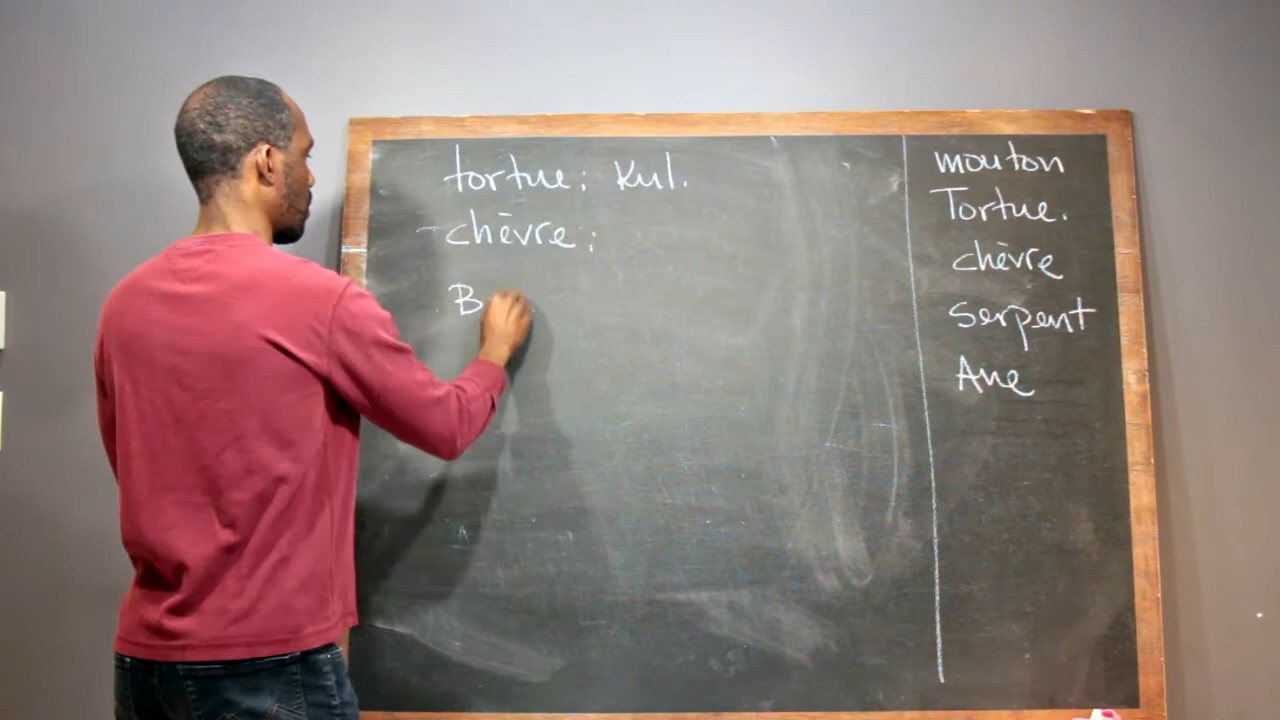 tortue: Kul.
chèvre:
B
mouton
Tortue.
chèvre
serpent
Ane